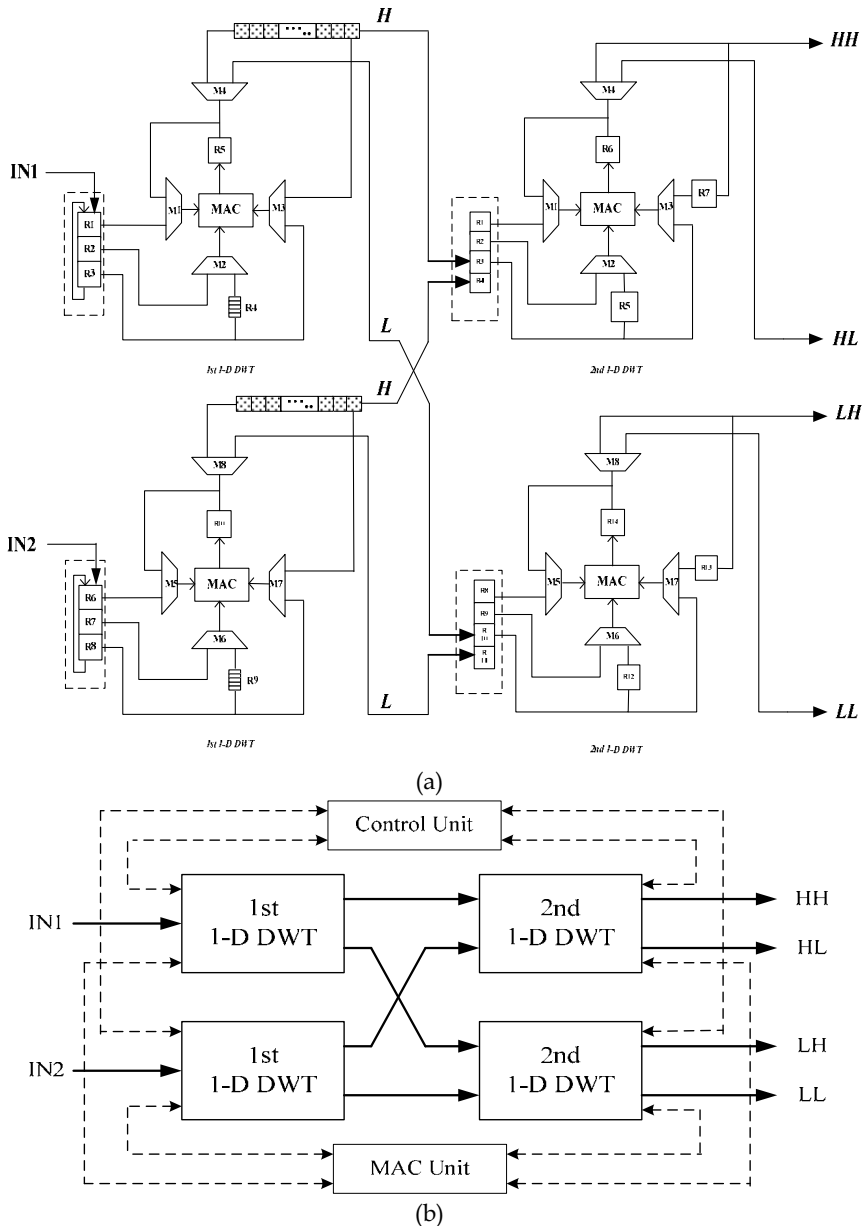 H
HH
M4
M4
R5
R6
IN1
R7
M1
MAC
M3
M1
MAC
M3
R1
R2
R3
R1
R2
R3
R4
M2
M2
R4
R5
L
HL
1st 1-D DWT
2nd 1-D DWT
H
LH
M8
M8
R14
IN2
R13
M5
MAC
M7
M5
MAC
M7
R6
R7
R8
R8
R9
R
10
R
11
M6
M6
R9
R12
L
LL
1st 1-D DWT
2nd 1-D DWT
(a)
Control Unit
1st
1-D DWT
2nd
1-D DWT
IN1
HH
HL
1st
1-D DWT
2nd
1-D DWT
IN2
LH
LL
MAC Unit
(b)